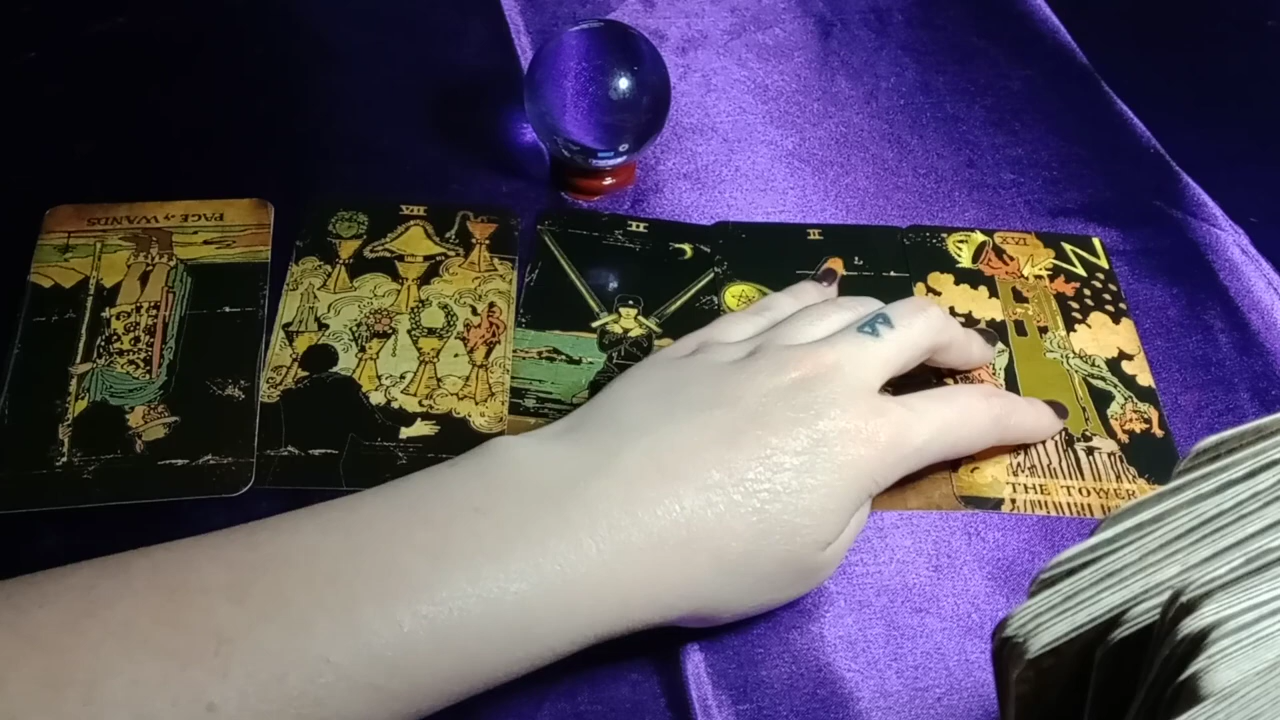 PAGE of WANDS
VII
II
II
XVI
THE TOWER